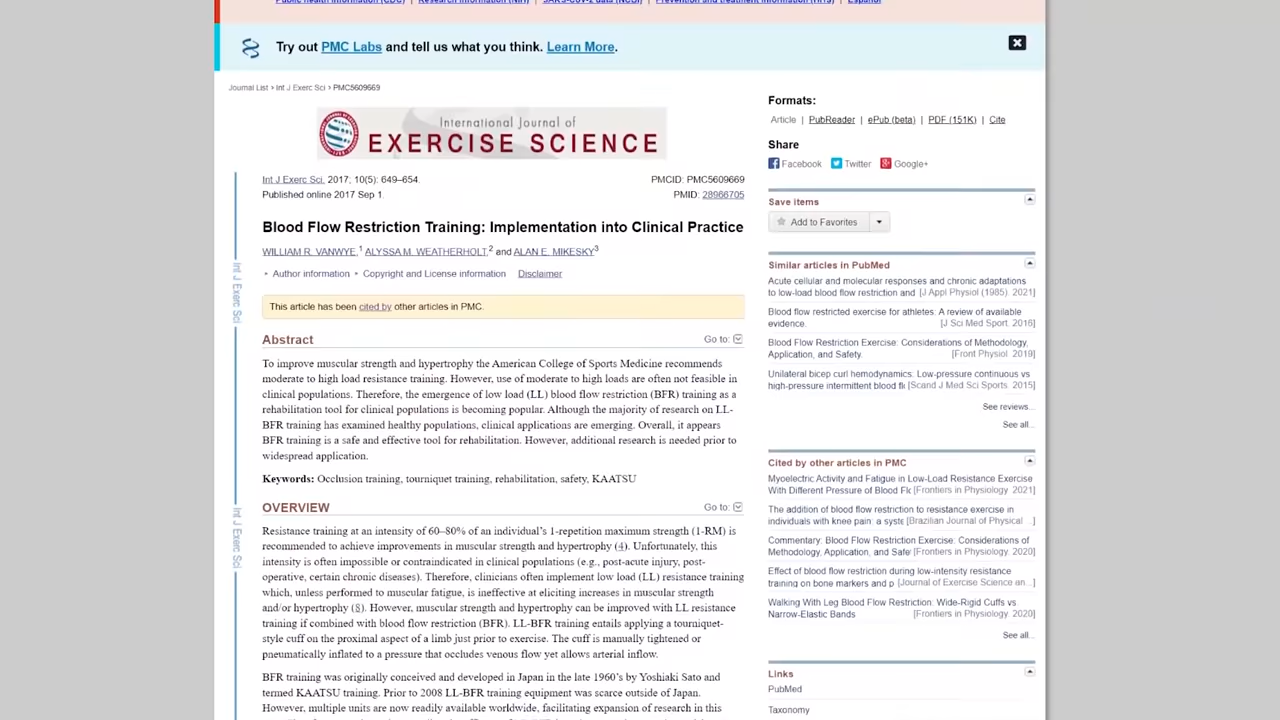 Public health information (CDC) | Research information (NIH) | SARS-CoV-2 data (NCBI) | Prevention and treatment information (HHS) | Español
Try out PMC Labs and tell us what you think. Learn More.
Journal List > Int J Exerc Sci > PMC5609669
International Journal of
EXERCISE SCIENCE
Int J Exerc Sci. 2017; 10(5): 649–654.
PMCID: PMC5609669
Published online 2017 Sep 1.
PMID: 28966705
Blood Flow Restriction Training: Implementation into Clinical Practice
WILLIAM R. VANWYE,1 ALYSSA M. WEATHERHOLT,2 and ALAN E. MIKESKY3
Author information Copyright and License information Disclaimer
This article has been cited by other articles in PMC.
Abstract
Go to:
To improve muscular strength and hypertrophy the American College of Sports Medicine recommends
moderate to high load resistance training. However, use of moderate to high loads are often not feasible in
clinical populations. Therefore, the emergence of low load (LL) blood flow restriction (BFR) training as a
rehabilitation tool for clinical populations is becoming popular. Although the majority of research on LL-
BFR training has examined healthy populations, clinical applications are emerging. Overall, it appears
BFR training is a safe and effective tool for rehabilitation. However, additional research is needed prior to
widespread application.
Keywords: Occlusion training, tourniquet training, rehabilitation, safety, KAATSU
OVERVIEW
Go to:
Resistance training at an intensity of 60–80% of an individual’s 1-repetition maximum strength (1-RM) is
recommended to achieve improvements in muscular strength and hypertrophy (4). Unfortunately, this
intensity is often impossible or contraindicated in clinical populations (e.g., post-acute injury, post-
operative, certain chronic diseases). Therefore, clinicians often implement low load (LL) resistance training
which, unless performed to muscular fatigue, is ineffective at eliciting increases in muscular strength
and/or hypertrophy (8). However, muscular strength and hypertrophy can be improved with LL resistance
training if combined with blood flow restriction (BFR). LL-BFR training entails applying a tourniquet-
style cuff on the proximal aspect of a limb just prior to exercise. The cuff is manually tightened or
pneumatically inflated to a pressure that occludes venous flow yet allows arterial inflow.
BFR training was originally conceived and developed in Japan in the late 1960’s by Yoshiaki Sato and
termed KAATSU training. Prior to 2008 LL-BFR training equipment was scarce outside of Japan.
However, multiple units are now readily available worldwide, facilitating expansion of research in this
Int J Exerc Sci
Int J Exerc Sci
Formats:
Article | PubReader | ePub (beta) | PDF (151K) | Cite
Share
Facebook Twitter Google+
Save items
Add to Favorites
Similar articles in PubMed
Acute cellular and molecular responses and chronic adaptations
to low-load blood flow restriction and [J Appl Physiol (1985). 2021]
Blood flow restricted exercise for athletes: A review of available
evidence. [J Sci Med Sport. 2016]
Blood Flow Restriction Exercise: Considerations of Methodology,
Application, and Safety. [Front Physiol. 2019]
Unilateral bicep curl hemodynamics: Low-pressure continuous vs
high-pressure intermittent blood fl [Scand J Med Sci Sports. 2015]
See reviews...
See all...
Cited by other articles in PMC
Myoelectric Activity and Fatigue in Low-Load Resistance Exercise
With Different Pressure of Blood Flo [Frontiers in Physiology. 2021]
The addition of blood flow restriction to resistance exercise in
individuals with knee pain: a syste [Brazilian Journal of Physical ...]
Commentary: Blood Flow Restriction Exercise: Considerations of
Methodology, Application, and Safe [Frontiers in Physiology. 2020]
Effect of blood flow restriction during low-intensity resistance
training on bone markers and p [Journal of Exercise Science an...]
Walking With Leg Blood Flow Restriction: Wide-Rigid Cuffs vs
Narrow-Elastic Bands [Frontiers in Physiology. 2020]
See all...
Links
PubMed
Taxonomy